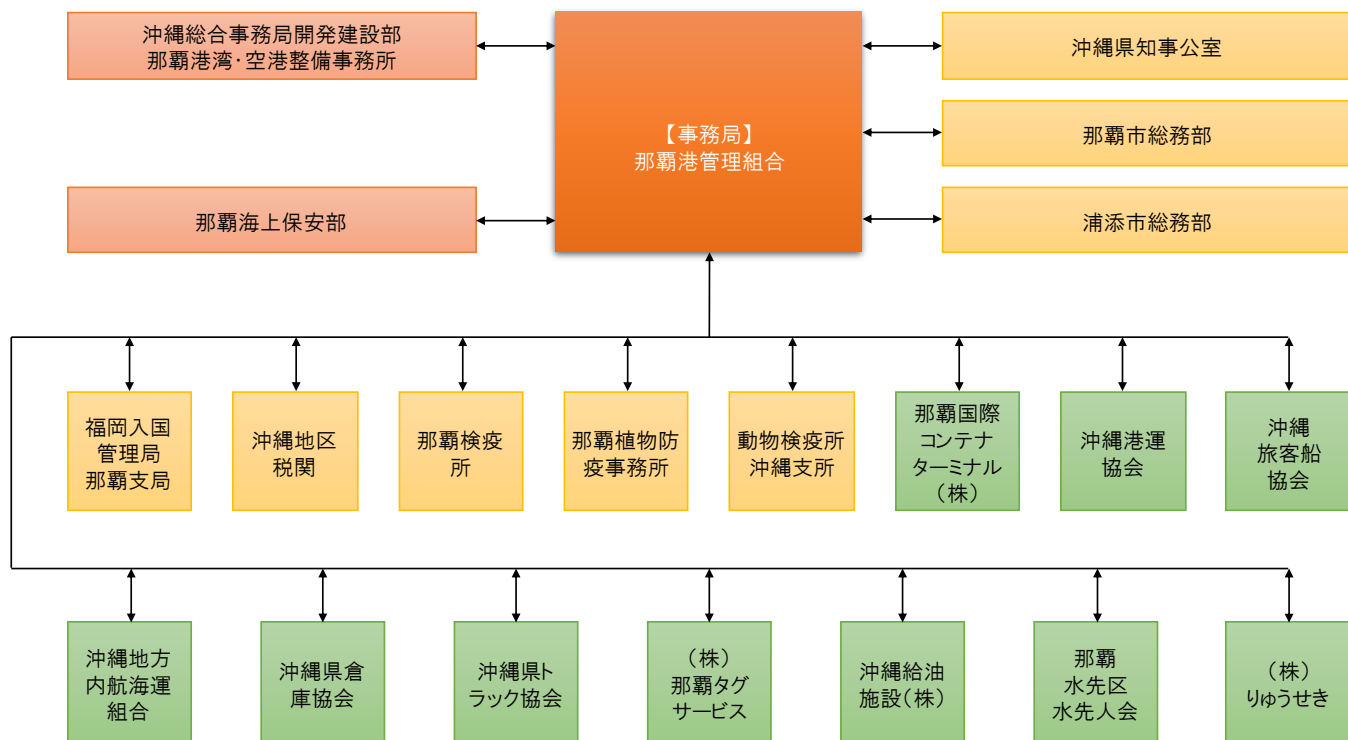 沖縄総合事務局開発建設部
那覇港湾・空港整備事務所
【事務局】
那覇港管理組合
沖縄県知事公室
那覇市総務部
那覇海上保安部
浦添市総務部
福岡入国
管理局
那覇支局
沖縄地区
税関
那覇検疫
所
那覇植物防
疫事務所
動物検疫所
沖縄支所
那覇国際
コンテナ
ターミナル
（株）
沖縄港運
協会
沖縄
旅客船
協会
沖縄地方
内航海運
組合
沖縄県倉
庫協会
沖縄県ト
ラック協会
（株）
那覇タグ
サービス
沖縄給油
施設（株）
那覇
水先区
水先人会
（株）
りゅうせき